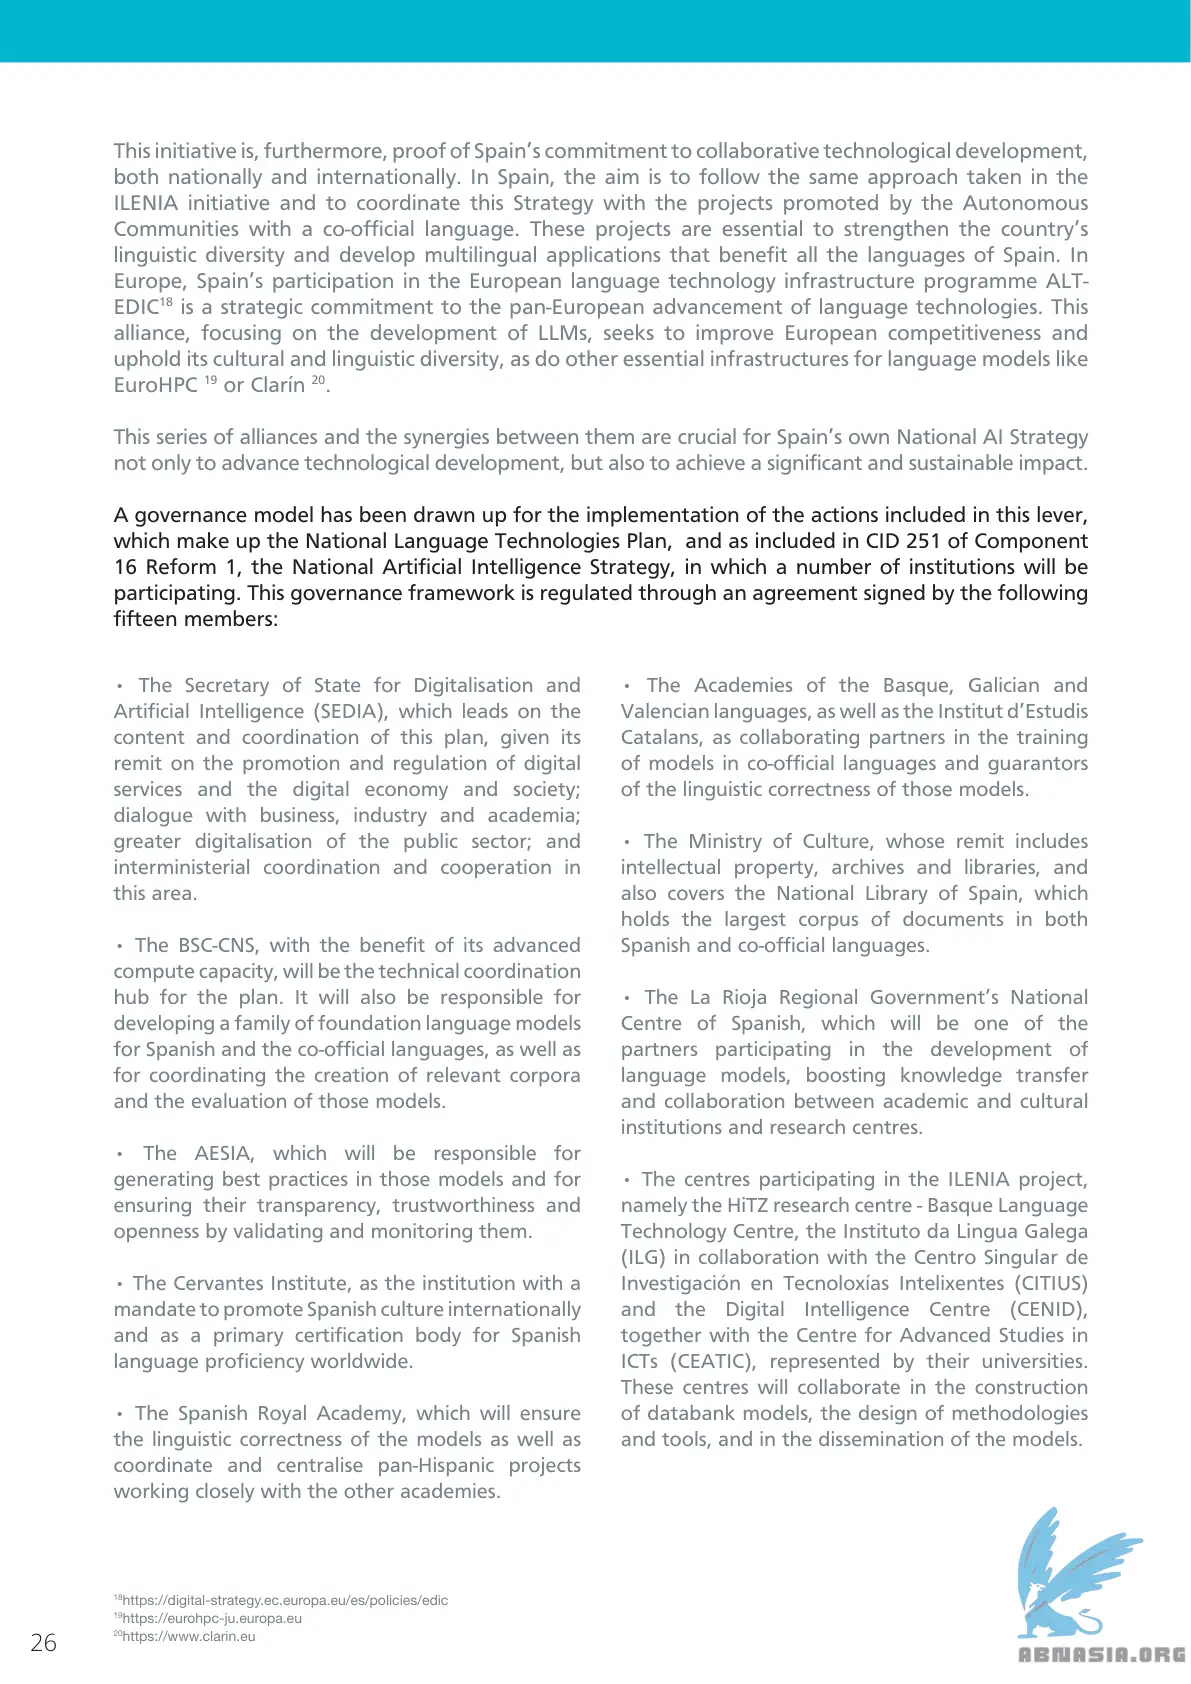 This initiative is, furthermore, proof of Spain's commitment to collaborative technological development,
both nationally and internationally. In Spain, the aim is to follow the same approach taken in the
ILENIA initiative and to coordinate this Strategy with the projects promoted by the Autonomous
Communities with a co-official language. These projects are essential to strengthen the country's
linguistic diversity and develop multilingual applications that benefit all the languages of Spain. In
Europe, Spain's participation in the European language technology infrastructure programme ALT-
EDIC18 is a strategic commitment to the pan-European advancement of language technologies. This
alliance, focusing on the development of LLMs, seeks to improve European competitiveness and
uphold its cultural and linguistic diversity, as do other essential infrastructures for language models like
EuroHPC 19 or Clarín 20.
This series of alliances and the synergies between them are crucial for Spain's own National AI Strategy
not only to advance technological development, but also to achieve a significant and sustainable impact.
A governance model has been drawn up for the implementation of the actions included in this lever,
which make up the National Language Technologies Plan, and as included in CID 251 of Component
16 Reform 1, the National Artificial Intelligence Strategy, in which a number of institutions will be
participating. This governance framework is regulated through an agreement signed by the following
fifteen members:
• The Secretary of State for Digitalisation and
Artificial Intelligence (SEDIA), which leads on the
content and coordination of this plan, given its
remit on the promotion and regulation of digital
services and the digital economy and society;
dialogue with business, industry and academia;
greater digitalisation of the public sector; and
interministerial coordination and cooperation in
this area.
• The BSC-CNS, with the benefit of its advanced
compute capacity, will be the technical coordination
hub for the plan. It will also be responsible for
developing a family of foundation language models
for Spanish and the co-official languages, as well as
for coordinating the creation of relevant corpora
and the evaluation of those models.
• The AESIA, which will be responsible for
generating best practices in those models and for
ensuring their transparency, trustworthiness and
openness by validating and monitoring them.
• The Cervantes Institute, as the institution with a
mandate to promote Spanish culture internationally
and as a primary certification body for Spanish
language proficiency worldwide.
• The Spanish Royal Academy, which will ensure
the linguistic correctness of the models as well as
coordinate and centralise pan-Hispanic projects
working closely with the other academies.
• The Academies of the Basque, Galician and
Valencian languages, as well as the Institut d'Estudis
Catalans, as collaborating partners in the training
of models in co-official languages and guarantors
of the linguistic correctness of those models.
• The Ministry of Culture, whose remit includes
intellectual property, archives and libraries, and
also covers the National Library of Spain, which
holds the largest corpus of documents in both
Spanish and co-official languages.
• The La Rioja Regional Government's National
Centre of Spanish, which will be one of the
partners participating in the development of
language models, boosting knowledge transfer
and collaboration between academic and cultural
institutions and research centres.
• The centres participating in the ILENIA project,
namely the HiTZ research centre - Basque Language
Technology Centre, the Instituto da Lingua Galega
(ILG) in collaboration with the Centro Singular de
Investigación en Tecnoloxías Intelixentes (CITIUS)
and the Digital Intelligence Centre (CENID),
together with the Centre for Advanced Studies in
ICTs (CEATIC), represented by their universities.
These centres will collaborate in the construction
of databank models, the design of methodologies
and tools, and in the dissemination of the models.
18https://digital-strategy.ec.europa.eu/es/policies/edic
19https://eurohpc-ju.europa.eu
20https://www.clarin.eu
26
ABNASIA.ORG